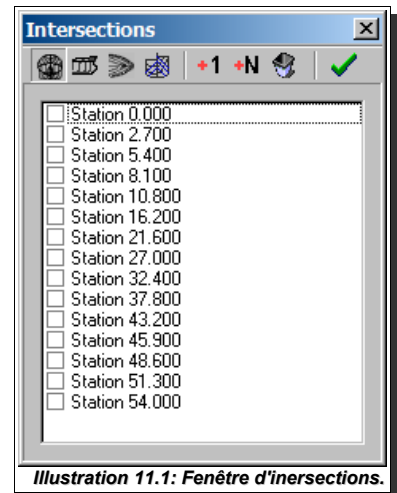 Intersections
+1 +N
Station 0.000
Station 2.700
Station 5.400
Station 8.100
Station 10.800
Station 16.200
Station 21.600
Station 27.000
Station 32.400
Station 37.800
Station 43.200
Station 45.900
Station 48.600
Station 51.300
Station 54.000
Illustration 11.1: Fenêtre d'inersections.